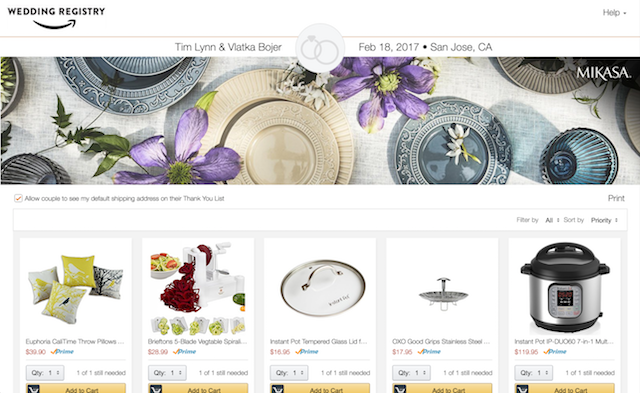 WEDDING REGISTRY
Help
Tim Lynn & Vlatka Bojer
Feb 18, 2017 • San Jose, CA
MIKASA
Allow couple to see my default shipping address on their Thank You List
Print
Filter by All Sort by Priority
instant Pot
Euphoria CalTime Throw Pillows ...
$39.90 Prime
Qty: 1 1 of 1 still needed
Add to Cart
Brieftons 5-Blade Vegtable Spirali...
$28.99 Prime
Qty: 1 1 of 1 still needed
Add to Cart
Instant Pot Tempered Glass Lid f...
$18.95 Prime
Qty: 1 1 of 1 still needed
Add to Cart
OXO Good Grips Stainless Steel ...
$17.95 Prime
Qty: 1 1 of 1 still needed
Add to Cart
Instant Pot IP-DUO60 7-in-1 Mult...
$119.95 Prime
Qty: 1 1 of 1 still needed
Add to Cart